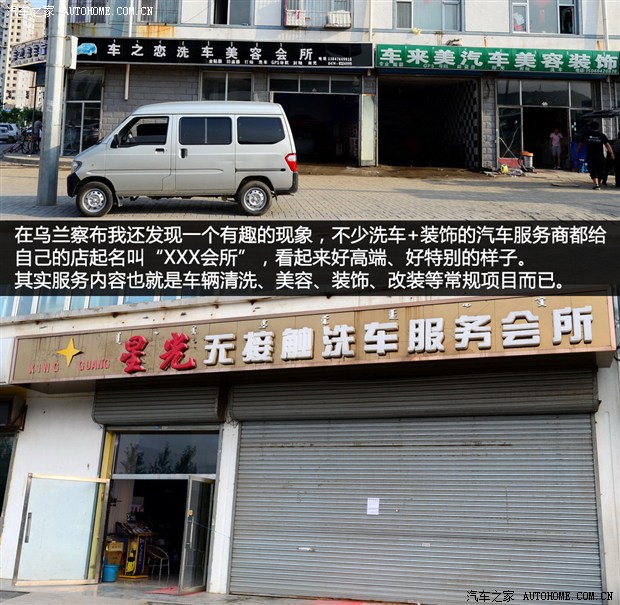 汽车之家 AUTOHOME.COM.CN
车之恋洗车美容会所
车来美汽车美容装饰
在乌兰察布我还发现一个有趣的现象，不少洗车+装饰的汽车服务商都给
自己的店起名叫“XXX会所”，看起来好高端、好特别的样子。
其实服务内容也就是车辆清洗、美容、装饰、改装等常规项目而已。
XING GUANG 星光 无接触洗车服务会所
汽车之家 AUTOHOME.COM.CN